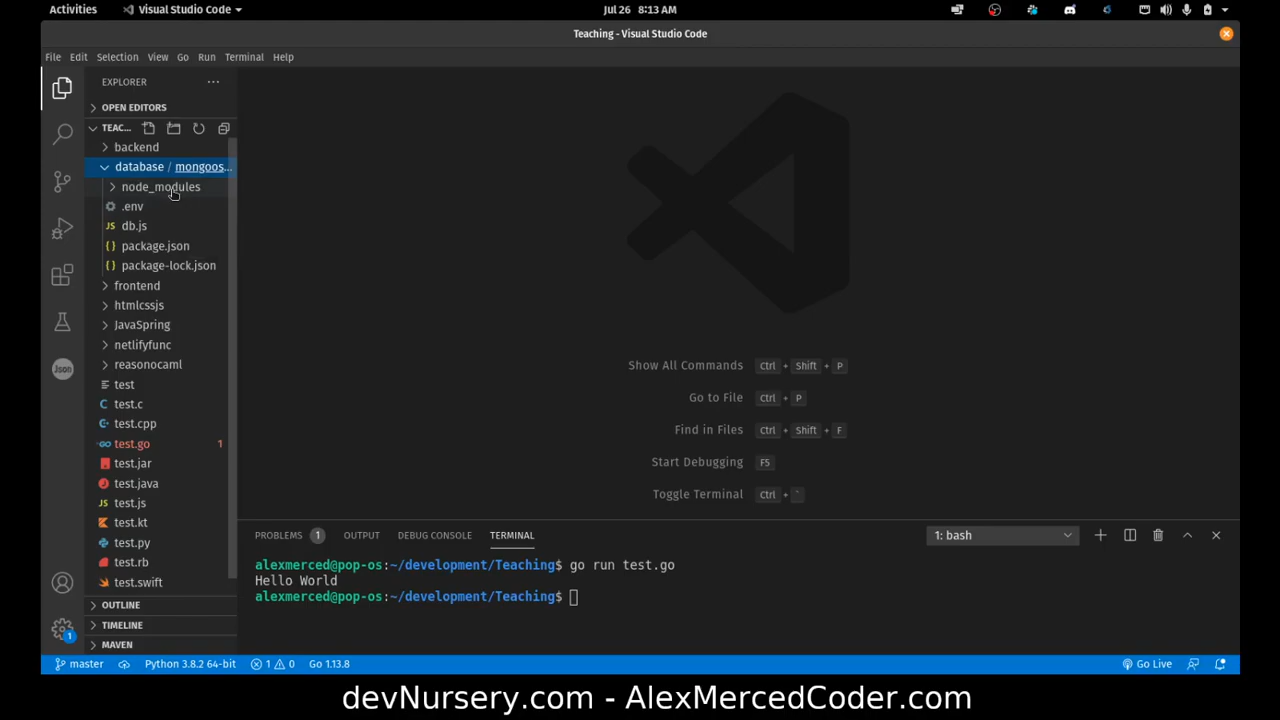 Activities
Visual Studio Code
Jul 26 8:13 AM
Teaching - Visual Studio Code
File Edit Selection View Go Run Terminal Help
EXPLORER
OPEN EDITORS
TEAC...
backend
database / mongoos...
node_modules
.env
JS db.js
{} package.json
{} package-lock.json
frontend
htmlcssjs
JavaSpring
netlifyfunc
reasonocaml
test
C test.c
test.cpp
GO test.go 1
test.jar
test.java
JS test.js
test.kt
test.py
test.rb
test.swift
OUTLINE
TIMELINE
MAVEN
Json
1
Show All Commands Ctrl + Shift + P
Go to File Ctrl + P
Find in Files Ctrl + Shift + F
Start Debugging F5
Toggle Terminal Ctrl + `
PROBLEMS 1 OUTPUT DEBUG CONSOLE TERMINAL
1: bash
alexmerced@pop-os:~/development/Teaching$ go run test.go
Hello World
alexmerced@pop-os:~/development/Teaching$
master Python 3.8.2 64-bit 1 0 Go 1.13.8 Go Live
devNursery.com - AlexMercedCoder.com